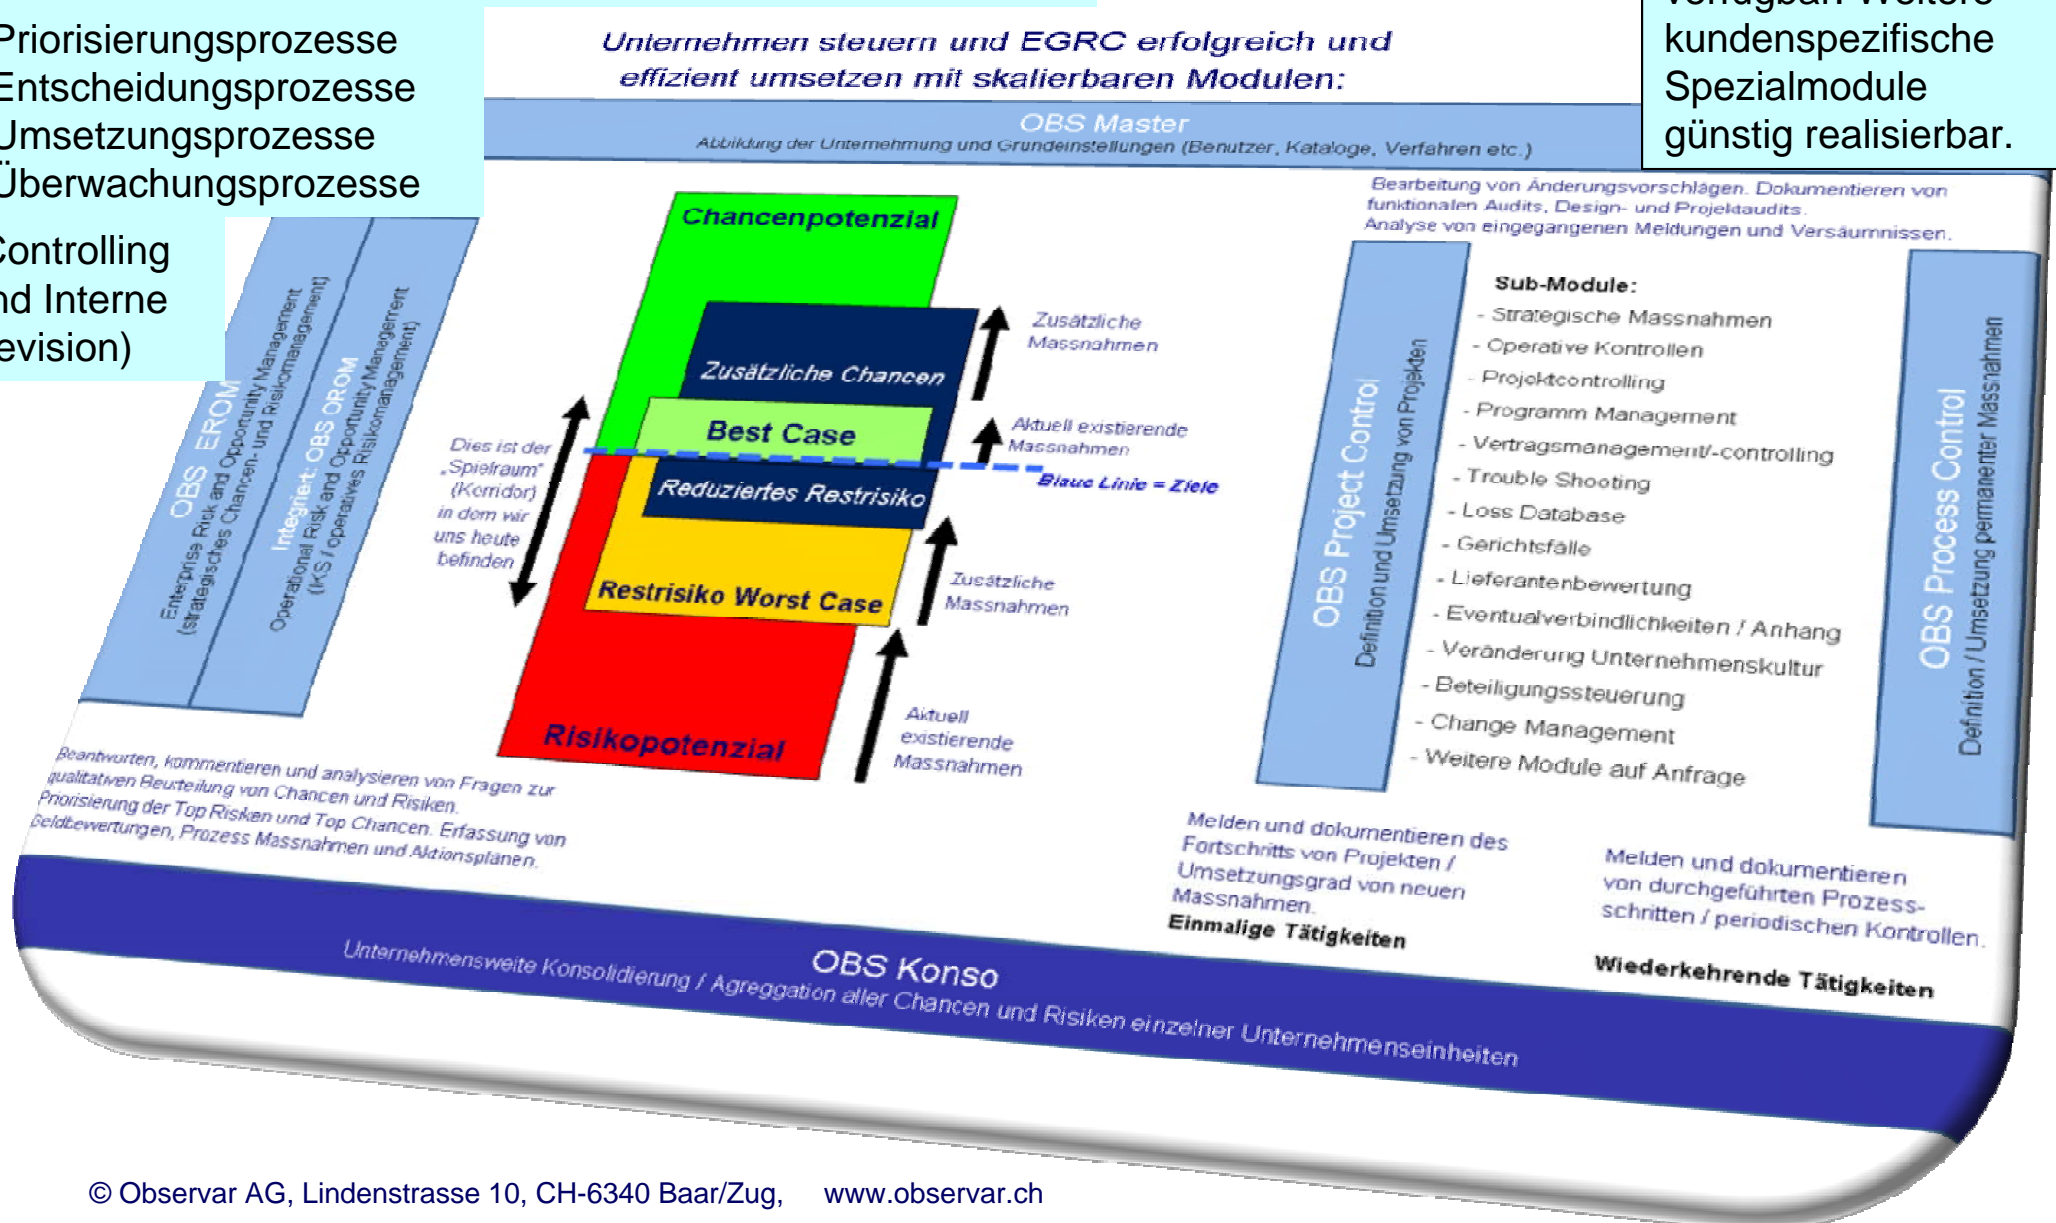 Priorisierungsprozesse
Entscheidungsprozesse
Umsetzungsprozesse
Überwachungsprozesse
Controlling
nd Interne
evision)
Unternehmen steuern und EGRC erfolgreich und
effizient umsetzen mit skalierbaren Modulen:
kundenspezifische
Spezialmodule
günstig realisierbar.
OBS Master
Abbildung der Unternehmung und Grundeinstellungen (Benutzer, Kataloge, Verfahren etc.)
Bearbeitung von Änderungsvorschlägen. Dokumentieren von
funktionalen Audits, Design- und Projektaudits.
Analyse von eingegangenen Meldungen und Versäumnissen.
OBS EROM
Enterprise Risk and Opportunity Management
(strategisches Chancen- und Risikomanagement)
Integriert: OBS OROM
Operational Risk and Opportunity Management
(IKS / operatives Risikomanagement)
Chancenpotenzial
Zusätzliche Chancen
Best Case
Reduziertes Restrisiko
Restrisiko Worst Case
Risikopotenzial
Dies ist der
„Spielraum“
(Korridor)
in dem wir
uns heute
befinden
Zusätzliche
Massnahmen
Aktuell existierende
Massnahmen
Blaue Linie = Ziele
Zusätzliche
Massnahmen
Aktuell
existierende
Massnahmen
OBS Project Control
Definition und Umsetzung von Projekten
Sub-Module:
- Strategische Massnahmen
- Operative Kontrollen
- Projektcontrolling
- Programm Management
- Vertragsmanagement/-controlling
- Trouble Shooting
- Loss Database
- Gerichtsfälle
- Lieferantenbewertung
- Eventualverbindlichkeiten / Anhang
- Veränderung Unternehmenskultur
- Beteiligungssteuerung
- Change Management
- Weitere Module auf Anfrage
OBS Process Control
Definition / Umsetzung permanenter Massnahmen
Beantworten, kommentieren und analysieren von Fragen zur
qualitativen Beurteilung von Chancen und Risiken.
Priorisierung der Top Risken und Top Chancen. Erfassung von
Geldbewertungen, Prozess Massnahmen und Aktionsplänen.
Melden und dokumentieren des
Fortschritts von Projekten /
Umsetzungsgrad von neuen
Massnahmen.
Einmalige Tätigkeiten
Melden und dokumentieren
von durchgeführten Prozess-
schritten / periodischen Kontrollen.
Wiederkehrende Tätigkeiten
OBS Konso
Unternehmensweite Konsolidierung / Agreggation aller Chancen und Risiken einzelner Unternehmenseinheiten
© Observar AG, Lindenstrasse 10, CH-6340 Baar/Zug, www.observar.ch